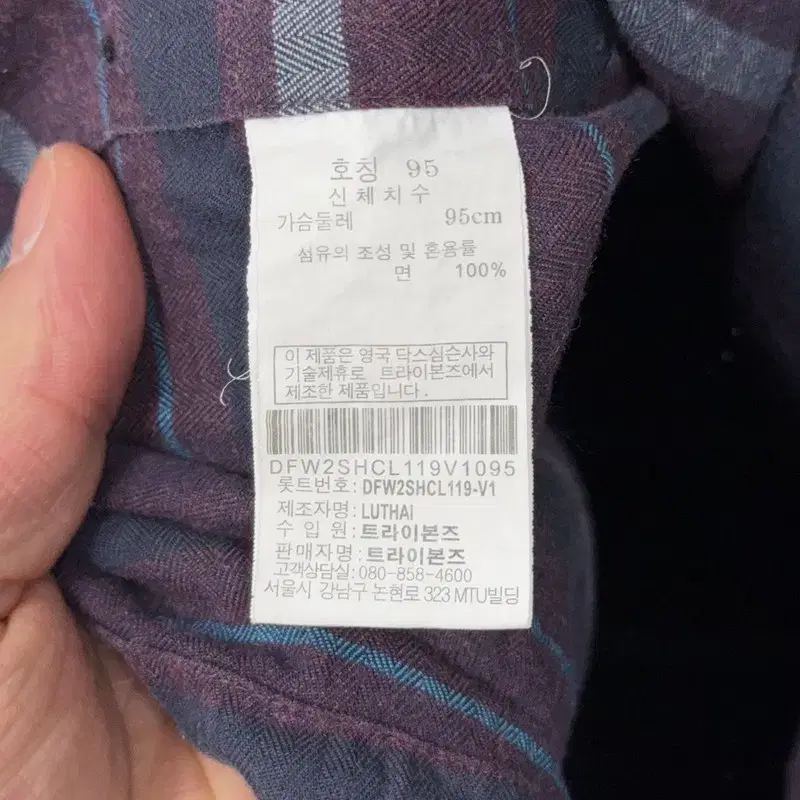 호칭 95
신체치수
가슴둘레 95cm
섬유의 조성 및 혼용률
면 100%
이 제품은 영국 닥스심슨사와
기술제휴로 트라이본즈에서
제조한 제품입니다.
DFW2SHCL119V1095
롯트번호: DFW2SHCL119-V1
제조자명: LUTHAI
수 입 원: 트라이본즈
판매자명: 트라이본즈
고객상담실: 080-858-4600
서울시 강남구 논현로 323 MTU빌딩